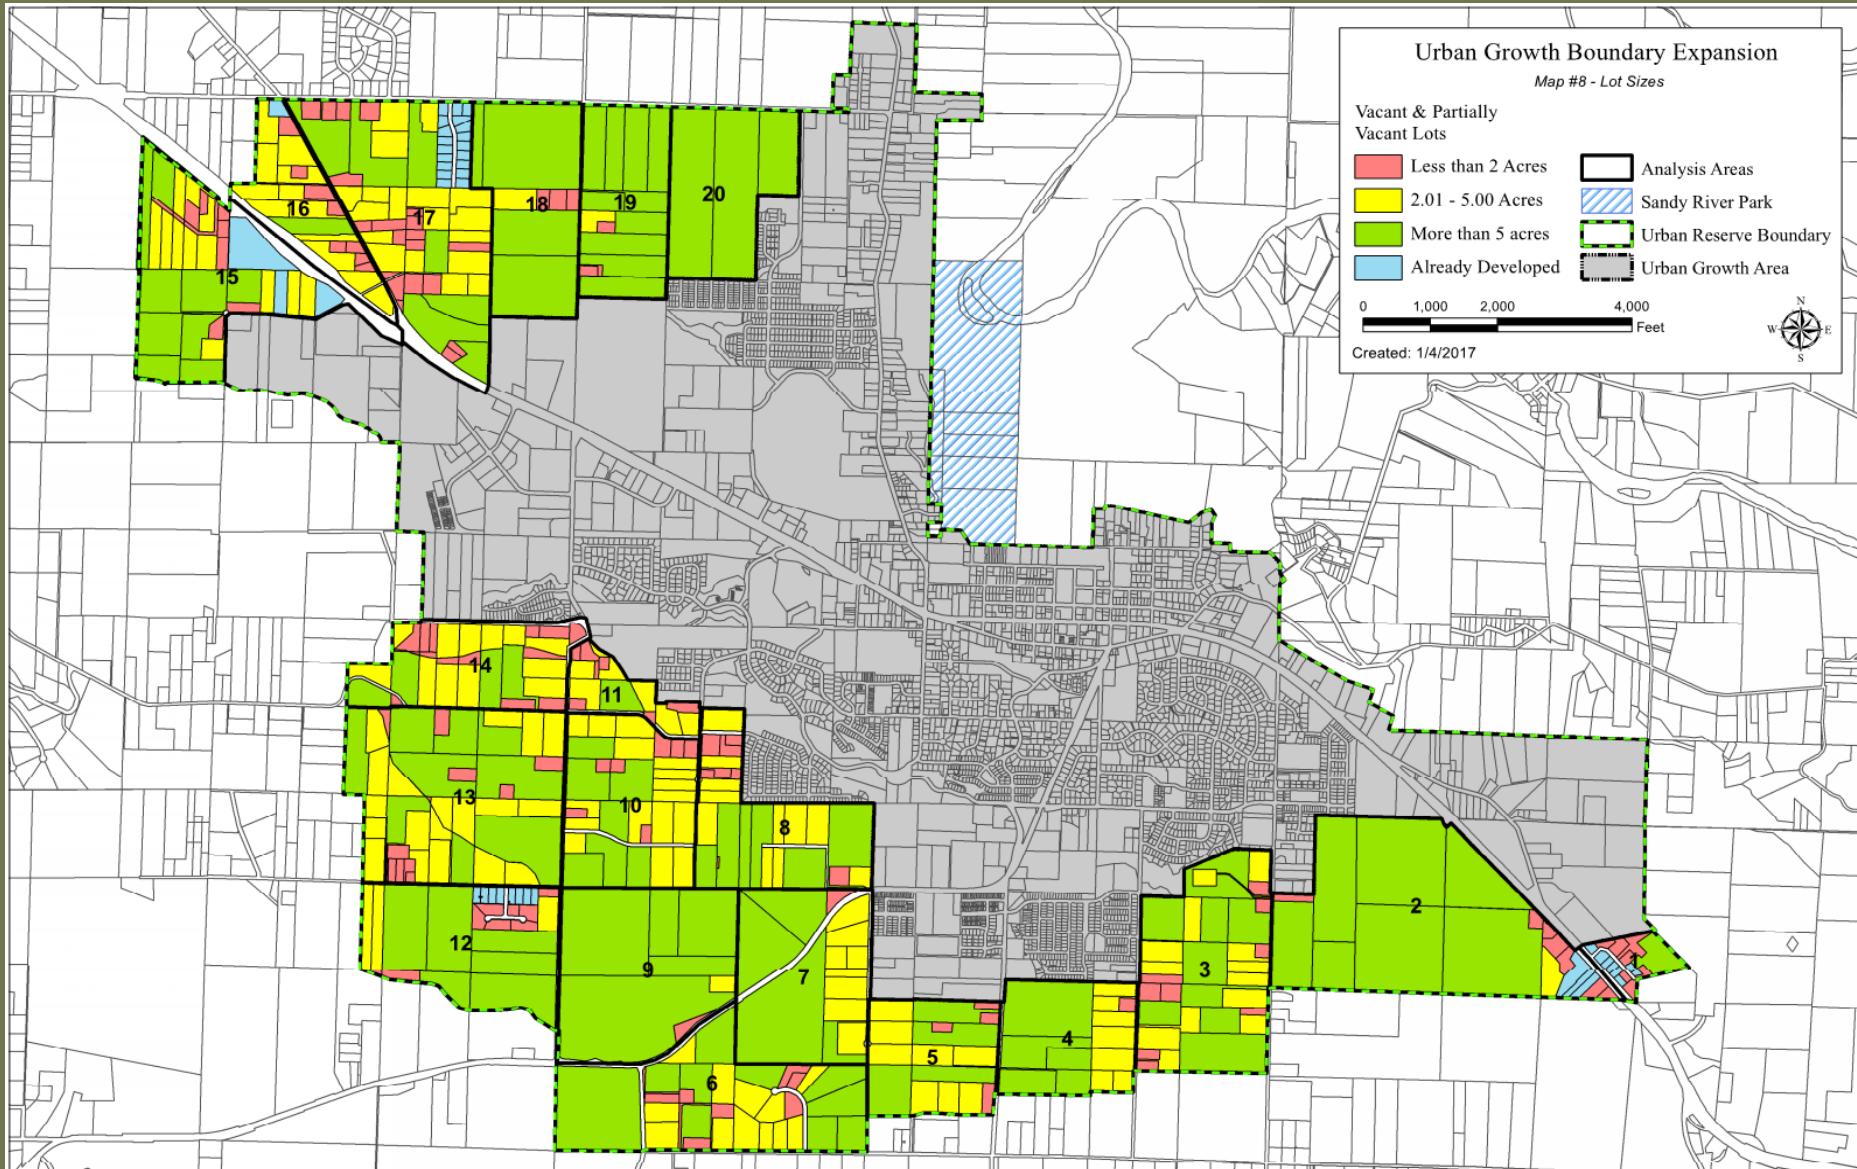 Urban Growth Boundary Expansion
Map #8 - Lot Sizes
Vacant & Partially
Vacant Lots
Less than 2 Acres
2.01 - 5.00 Acres
More than 5 acres
Already Developed
Analysis Areas
Sandy River Park
Urban Reserve Boundary
Urban Growth Area
0 1,000 2,000 4,000
Feet
Created: 1/4/2017
N
W E
S
20
19
18
16
17
15
14
11
13
10
8
2
12
9
7
3
1
4
5
6